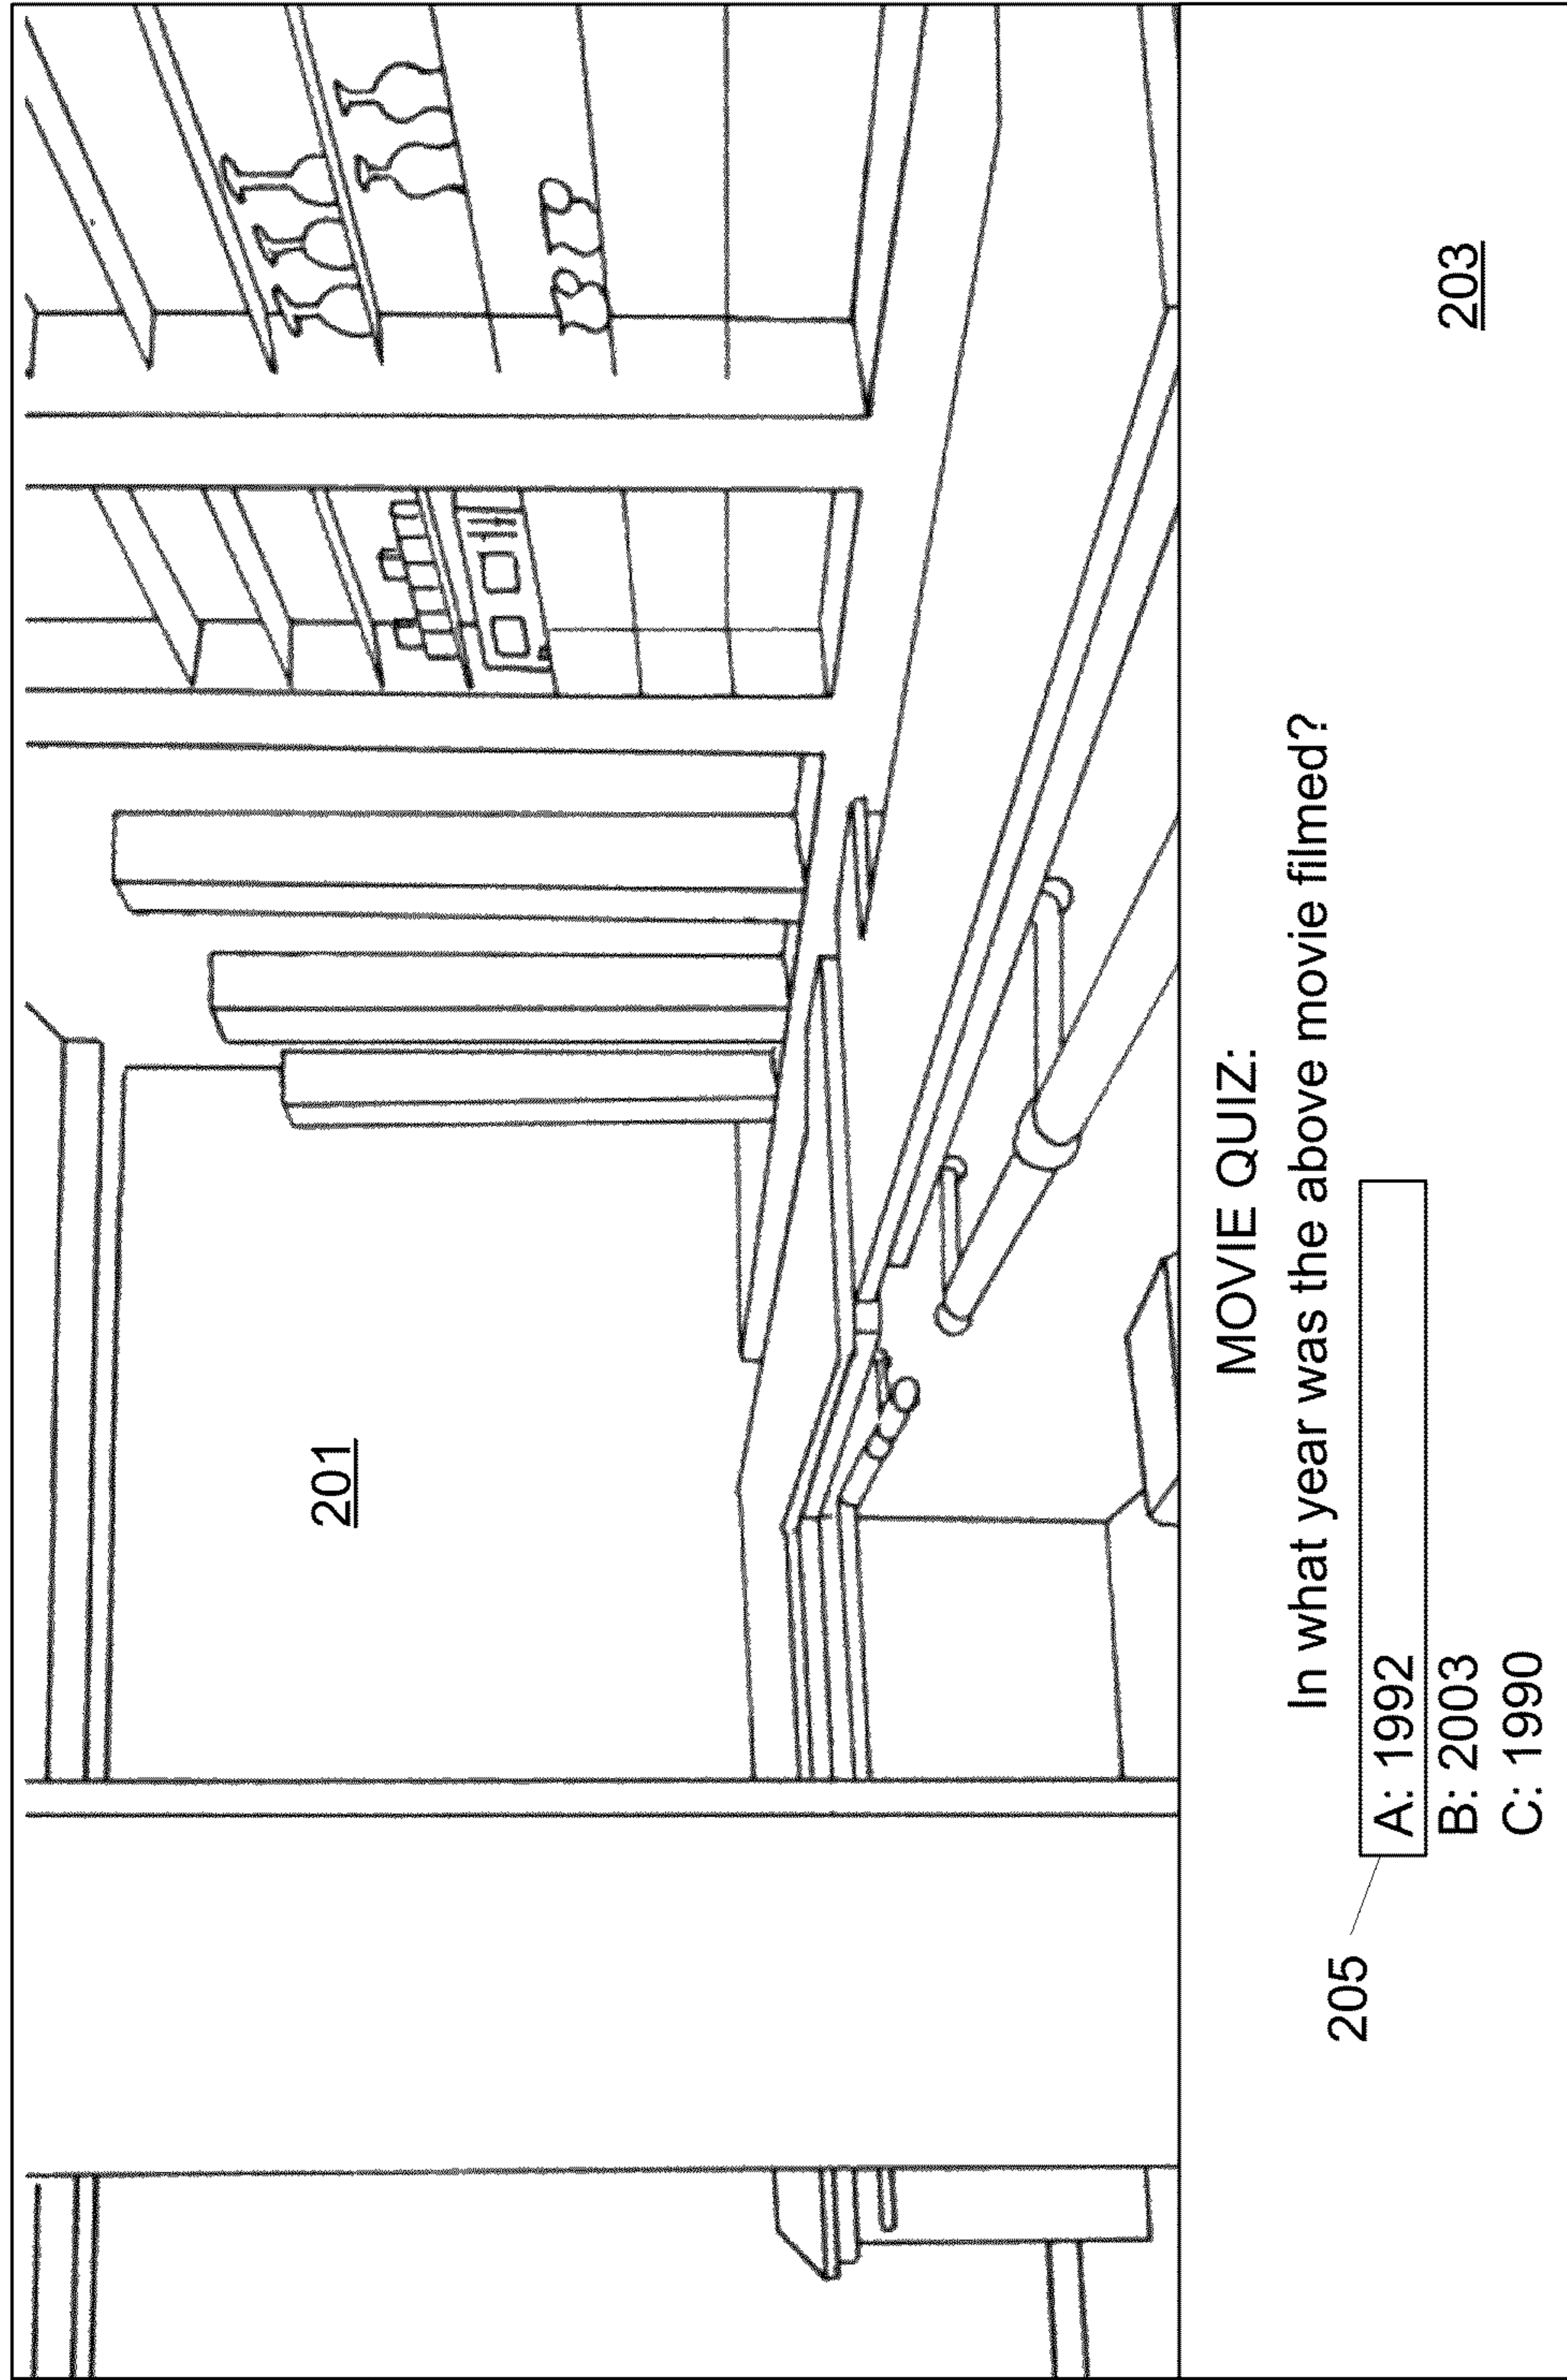 201
MOVIE QUIZ:
In what year was the above movie filmed?
205
A: 1992
B: 2003
C: 1990
203